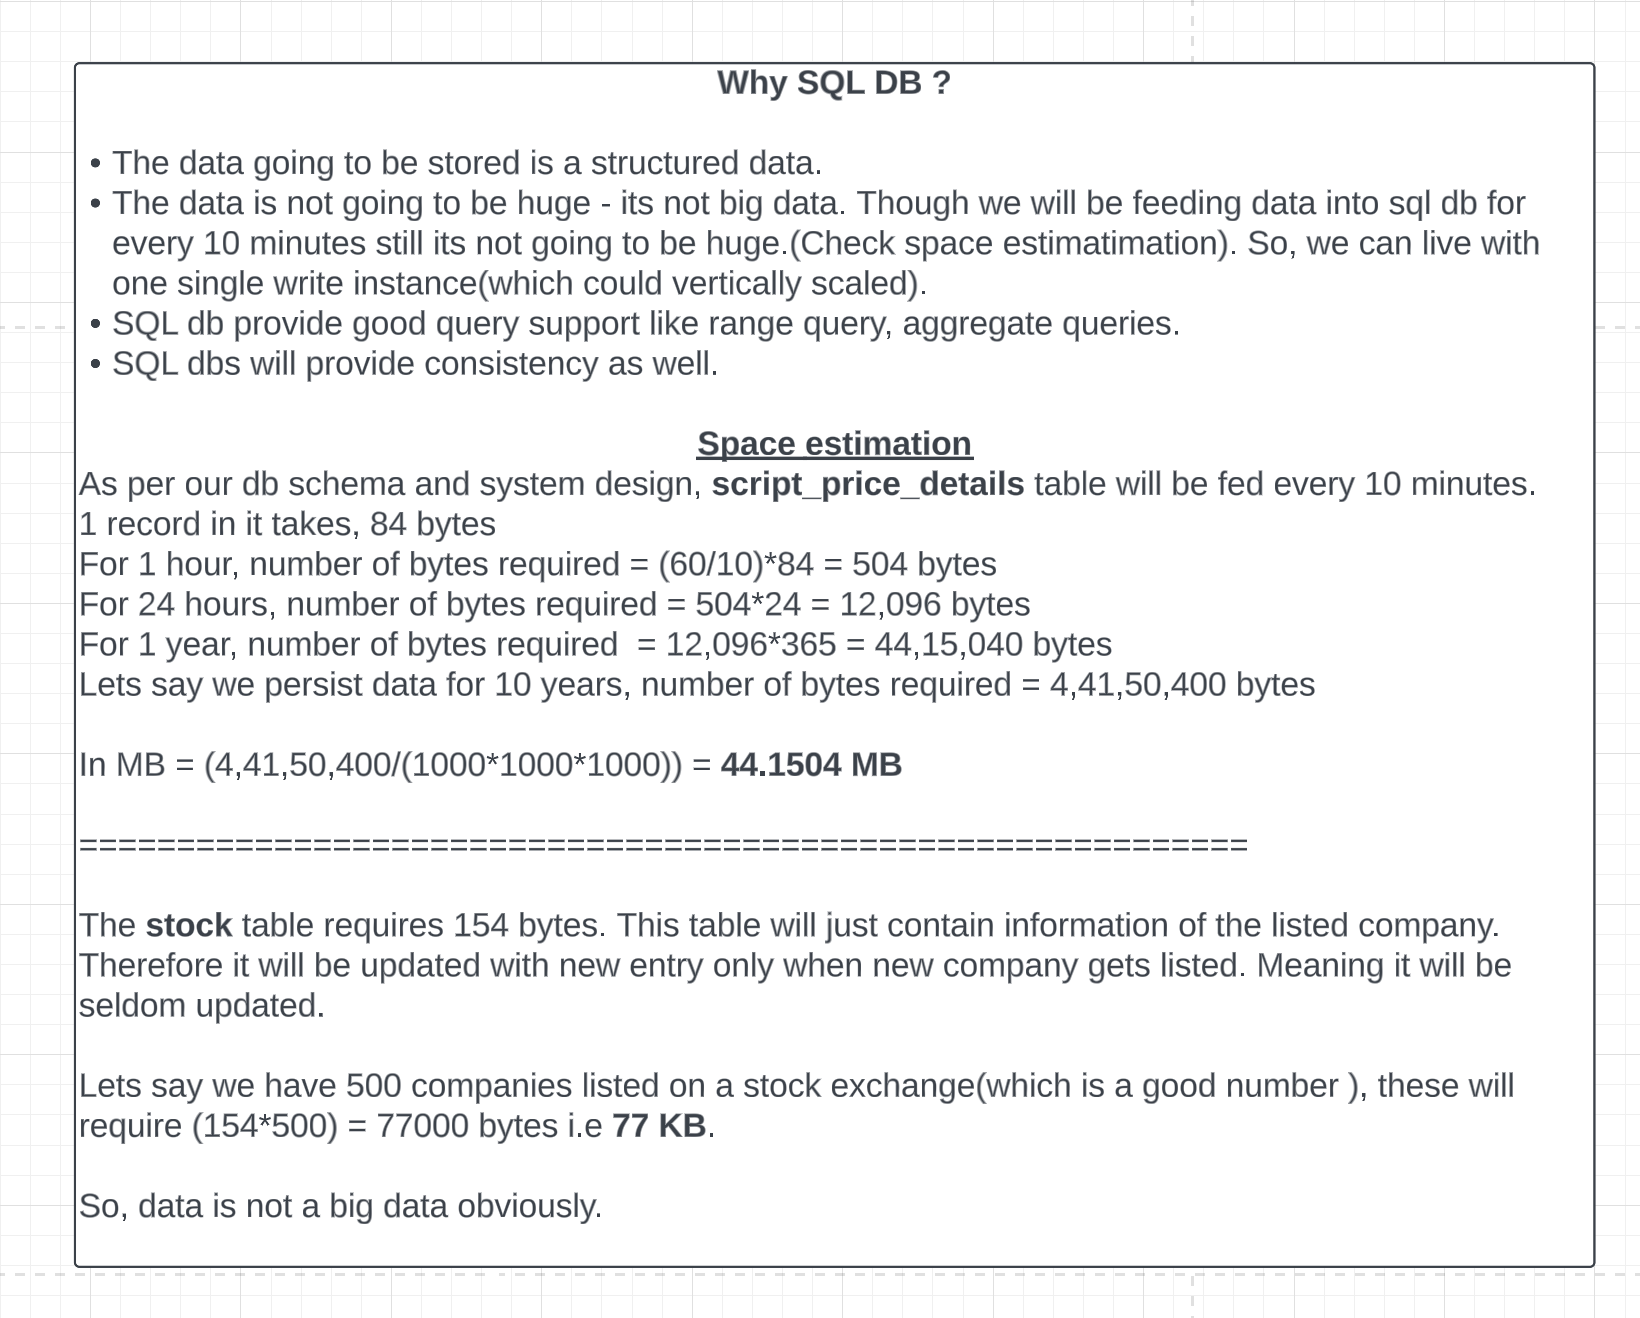 Why SQL DB ?
• The data going to be stored is a structured data.
• The data is not going to be huge - its not big data. Though we will be feeding data into sql db for
every 10 minutes still its not going to be huge.(Check space estimatimation). So, we can live with
one single write instance(which could vertically scaled).
• SQL db provide good query support like range query, aggregate queries.
• SQL dbs will provide consistency as well.
Space estimation
As per our db schema and system design, script_price_details table will be fed every 10 minutes.
1 record in it takes, 84 bytes
For 1 hour, number of bytes required = (60/10)*84 = 504 bytes
For 24 hours, number of bytes required = 504*24 = 12,096 bytes
For 1 year, number of bytes required  = 12,096*365 = 44,15,040 bytes
Lets say we persist data for 10 years, number of bytes required = 4,41,50,400 bytes
In MB = (4,41,50,400/(1000*1000*1000)) = 44.1504 MB
============================================================
The stock table requires 154 bytes. This table will just contain information of the listed company.
Therefore it will be updated with new entry only when new company gets listed. Meaning it will be
seldom updated.
Lets say we have 500 companies listed on a stock exchange(which is a good number ), these will
require (154*500) = 77000 bytes i.e 77 KB.
So, data is not a big data obviously.